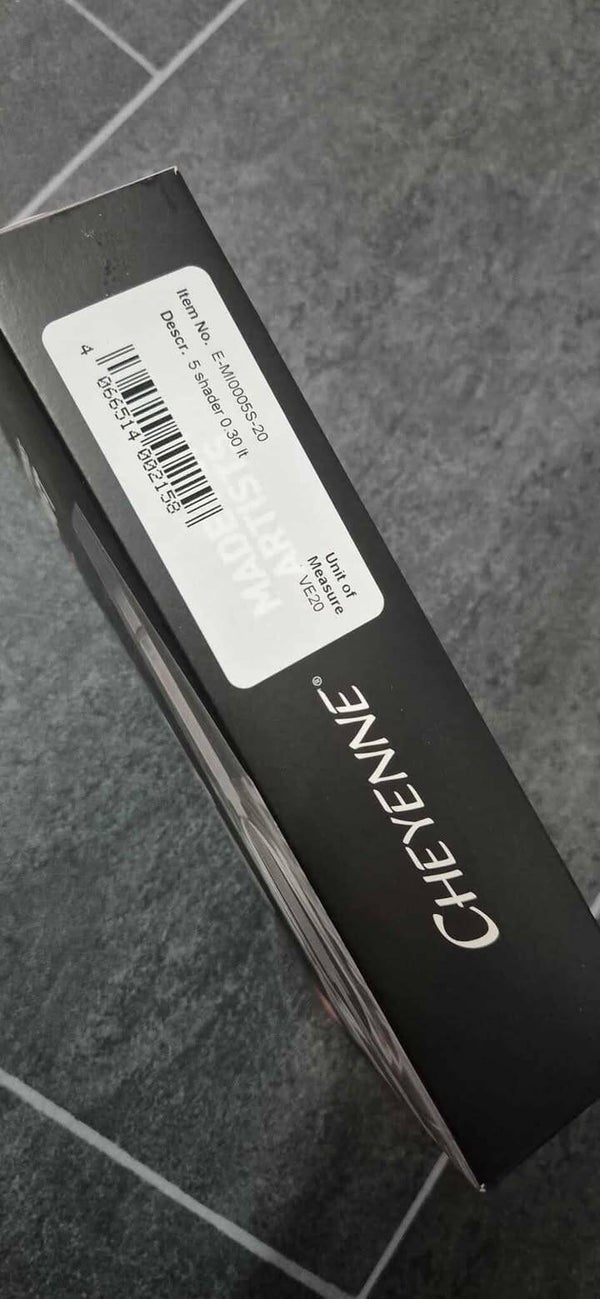 Item No. E-MI0005S-20
Descr. 5 shader 0.30 lt
4 066514 002158
MADE
ARTISTS
Unit of
Measure
VE20
CHEYENNE®